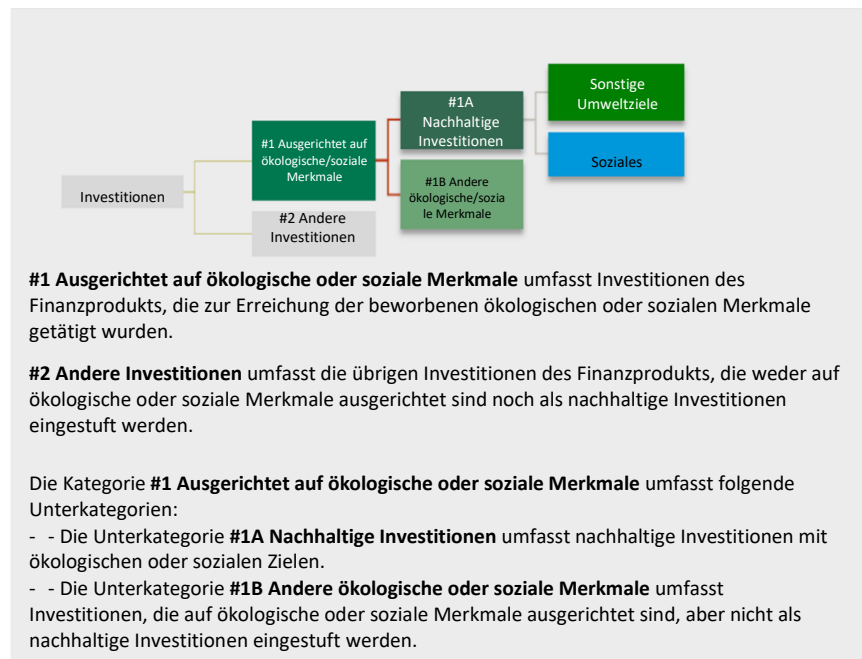 Sonstige
Umweltziele
#1A
Nachhaltige
Investitionen
#1 Ausgerichtet auf
ökologische/soziale
Merkmale
Soziales
#1B Andere
ökologische/sozia
le Merkmale
Investitionen
#2 Andere
Investitionen
#1 Ausgerichtet auf ökologische oder soziale Merkmale umfasst Investitionen des
Finanzprodukts, die zur Erreichung der beworbenen ökologischen oder sozialen Merkmale
getätigt wurden.
#2 Andere Investitionen umfasst die übrigen Investitionen des Finanzprodukts, die weder auf
ökologische oder soziale Merkmale ausgerichtet sind noch als nachhaltige Investitionen
eingestuft werden.
Die Kategorie #1 Ausgerichtet auf ökologische oder soziale Merkmale umfasst folgende
Unterkategorien:
- - Die Unterkategorie #1A Nachhaltige Investitionen umfasst nachhaltige Investitionen mit
ökologischen oder sozialen Zielen.
- - Die Unterkategorie #1B Andere ökologische oder soziale Merkmale umfasst
Investitionen, die auf ökologische oder soziale Merkmale ausgerichtet sind, aber nicht als
nachhaltige Investitionen eingestuft werden.